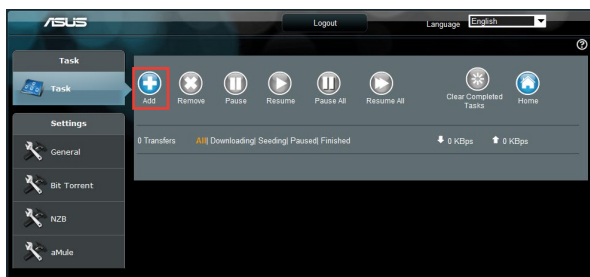 ASUS
Logout
Language English
Task
Task
Add
Remove
Pause
Resume
Pause All
Resume All
Clear Completed
Tasks
Home
0 Transfers All| Downloading| Seeding| Paused| Finished
0 KBps 0 KBps
Settings
General
Bit Torrent
NZB
aMule